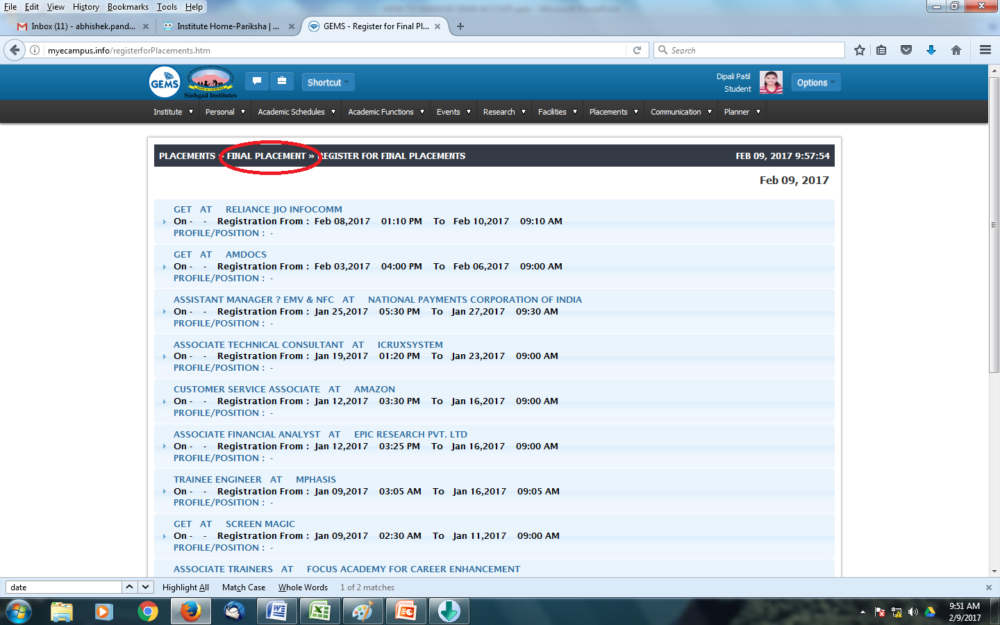 File Edit View History Bookmarks Tools Help
Inbox (11) - abhishek.pand... × Institute Home-Pariksha | ... × GEMS - Register for Final Pl... × +
myecampus.info/registerforPlacements.htm Search
GEMS Sinhgad Institutes Shortcut Dipali Patil Options
Student
Institute Personal Academic Schedules Academic Functions Events Research Facilities Placements Communication Planner
PLACEMENTS » FINAL PLACEMENT » REGISTER FOR FINAL PLACEMENTS FEB 09, 2017 9:57:54
Feb 09, 2017
GET AT RELIANCE JIO INFOCOMM
On - - Registration From : Feb 08,2017 01:10 PM To Feb 10,2017 09:10 AM
PROFILE/POSITION : -
GET AT AMDOCS
On - - Registration From : Feb 03,2017 04:00 PM To Feb 06,2017 09:00 AM
PROFILE/POSITION : -
ASSISTANT MANAGER ? EMV & NFC AT NATIONAL PAYMENTS CORPORATION OF INDIA
On - - Registration From : Jan 25,2017 05:30 PM To Jan 27,2017 09:30 AM
PROFILE/POSITION : -
ASSOCIATE TECHNICAL CONSULTANT AT ICRUXSYSTEM
On - - Registration From : Jan 19,2017 01:20 PM To Jan 23,2017 09:00 AM
PROFILE/POSITION : -
CUSTOMER SERVICE ASSOCIATE AT AMAZON
On - - Registration From : Jan 12,2017 03:30 PM To Jan 16,2017 09:00 AM
PROFILE/POSITION : -
ASSOCIATE FINANCIAL ANALYST AT EPIC RESEARCH PVT. LTD
On - - Registration From : Jan 12,2017 03:25 PM To Jan 16,2017 09:00 AM
PROFILE/POSITION : -
TRAINEE ENGINEER AT MPHASIS
On - - Registration From : Jan 09,2017 03:05 AM To Jan 16,2017 09:05 AM
PROFILE/POSITION : -
GET AT SCREEN MAGIC
On - - Registration From : Jan 09,2017 02:30 AM To Jan 11,2017 09:00 AM
PROFILE/POSITION : -
ASSOCIATE TRAINERS AT FOCUS ACADEMY FOR CAREER ENHANCEMENT
date Highlight All Match Case Whole Words 1 of 2 matches
9:51 AM
2/9/2017